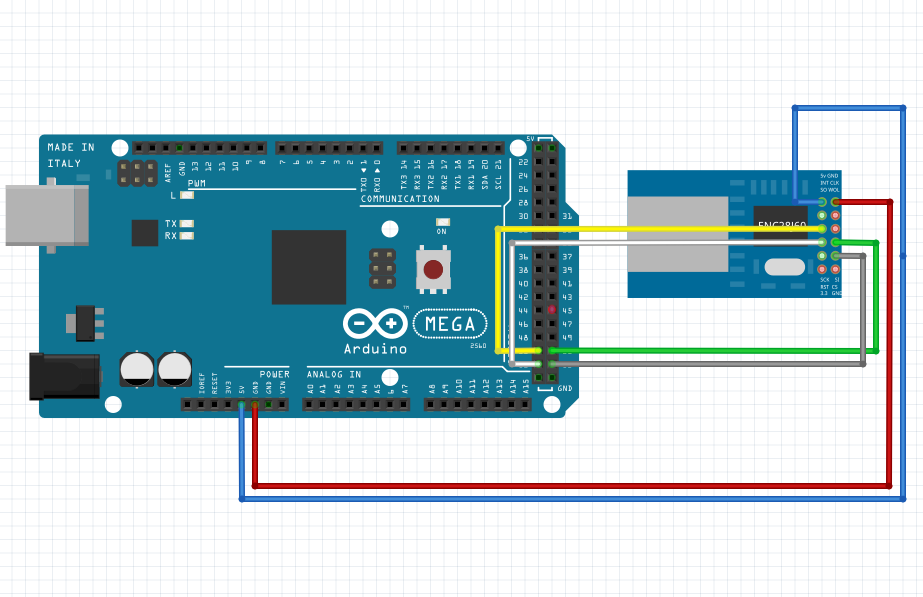 MADE IN
ITALY
AREF
GND
13
12
11
10
9
8
7
6
5
4
3
2
TX0 ◄ 1
RX0 ► 0
TX3 14
RX3 15
TX2 16
RX2 17
TX1 18
RX1 19
SDA 20
SCL 21
PWM
COMMUNICATION
L
TX
RX
ON
5V
22
24
26
28
30
31
36
37
38
39
40
41
42
43
44
45
46
47
48
49
GND
™
MEGA
2560
Arduino
POWER
ANALOG IN
IOREF
RESET
3V3
5V
GND
GND
VIN
A0
A1
A2
A3
A4
A5
6
A7
A8
A9
A10
A11
A12
A13
A14
A15
5v GND
INT CLK
SO WOL
ENC28J60
SCK SI
RST CS
3.3 GND